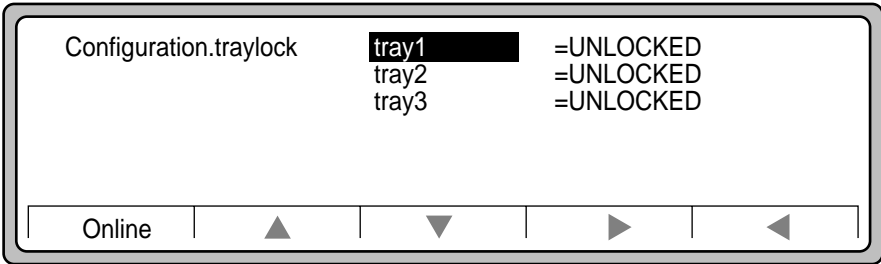 Configuration.traylock tray1 =UNLOCKED
tray2 =UNLOCKED
tray3 =UNLOCKED
Online